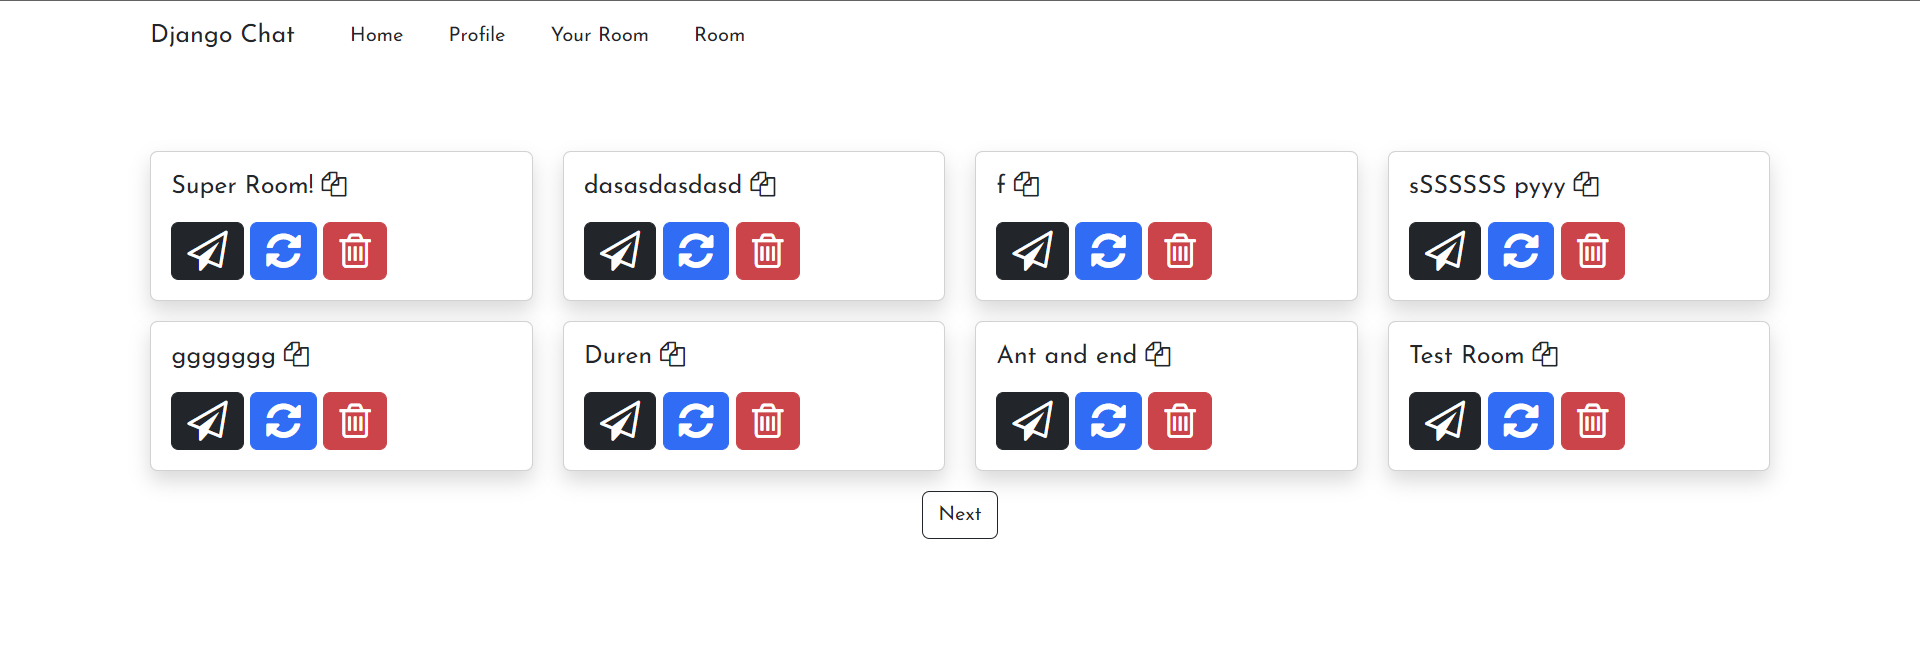 Django Chat Home Profile Your Room Room
Super Room! dasasdasdasd f sSSSSSS pyyy
ggggggg Duren Ant and end Test Room
Next